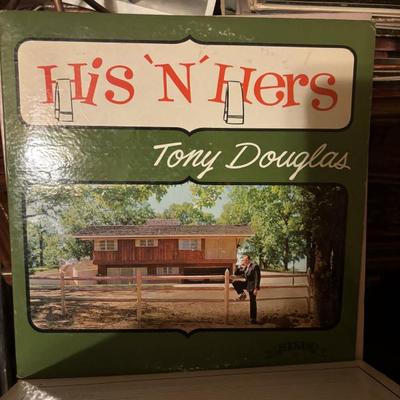 His 'N' Hers
Tony Douglas